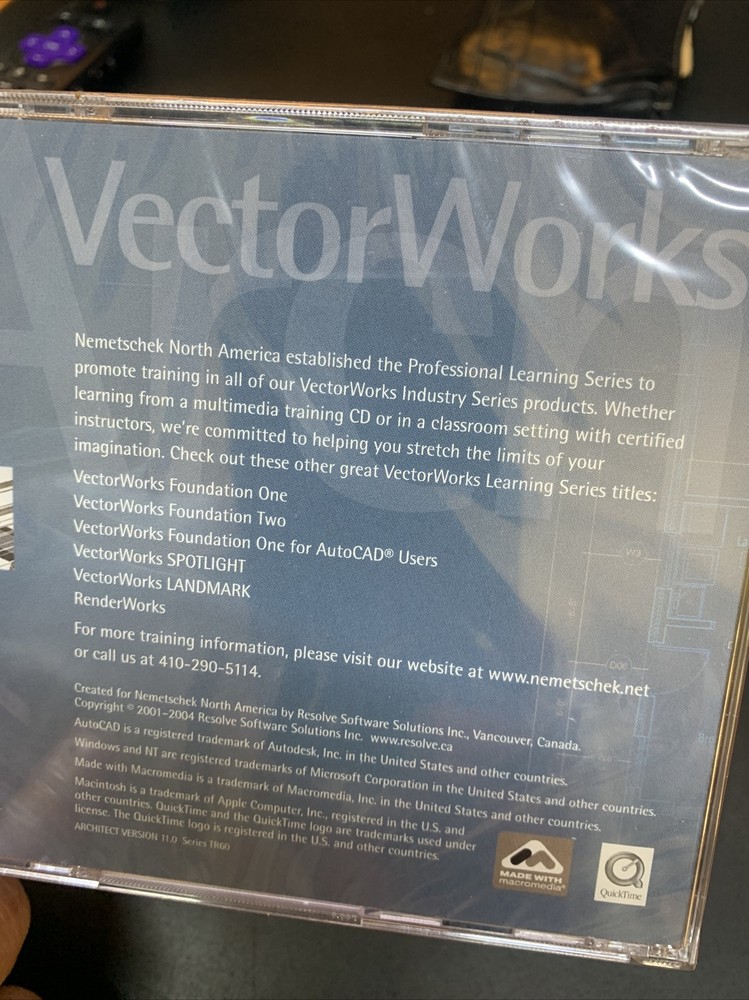 VectorWorks
Nemetschek North America established the Professional Learning Series to
promote training in all of our VectorWorks Industry Series products. Whether
learning from a multimedia training CD or in a classroom setting with certified
instructors, we're committed to helping you stretch the limits of your
imagination. Check out these other great VectorWorks Learning Series titles:
VectorWorks Foundation One
VectorWorks Foundation Two
VectorWorks Foundation One for AutoCAD® Users
VectorWorks SPOTLIGHT
VectorWorks LANDMARK
RenderWorks
For more training information, please visit our website at www.nemetschek.net
or call us at 410-290-5114.
Created for Nemetschek North America by Resolve Software Solutions Inc., Vancouver, Canada.
Copyright © 2001-2004 Resolve Software Solutions Inc. www.resolve.ca
AutoCAD is a registered trademark of Autodesk, Inc. in the United States and other countries.
Windows and NT are registered trademarks of Microsoft Corporation in the United States and other countries.
Made with Macromedia is a trademark of Macromedia, Inc. in the United States and other countries.
Macintosh is a trademark of Apple Computer, Inc., registered in the U.S. and
other countries. QuickTime and the QuickTime logo are trademarks used under
license. The QuickTime logo is registered in the U.S. and other countries.
ARCHITECT VERSION 11.0 Series TR60
MADE WITH
macromedia®
QuickTime